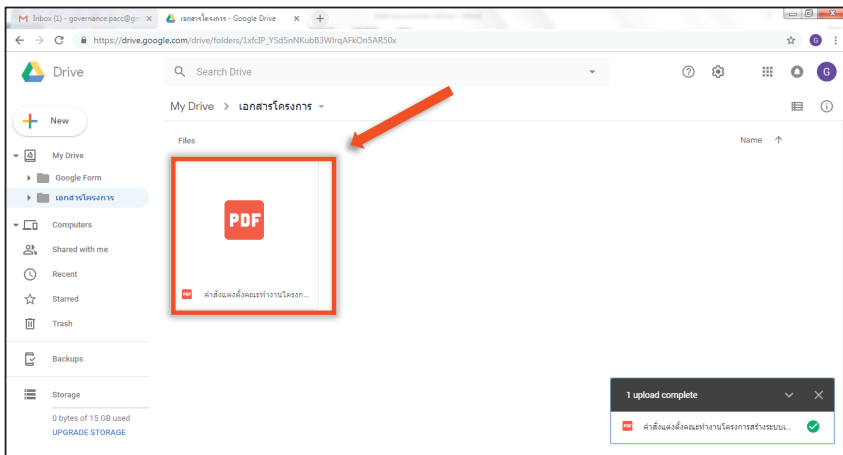 Inbox (1) - governance.pacc@gm
เอกสารโครงการ - Google Drive
https://drive.google.com/drive/folders/1xfcIP_YSd5nNKubB3WIrqAFkOn5AR50x
G
Drive
Search Drive
G
My Drive > เอกสารโครงการ
New
Files
Name
My Drive
Google Form
เอกสารโครงการ
PDF
Computers
Shared with me
Recent
PDF คำสั่งแต่งตั้งคณะทำงานโครงก...
Starred
Trash
Backups
Storage
1 upload complete
0 bytes of 15 GB used
PDF คำสั่งแต่งตั้งคณะทำงานโครงการสร้างระบบเ...
UPGRADE STORAGE